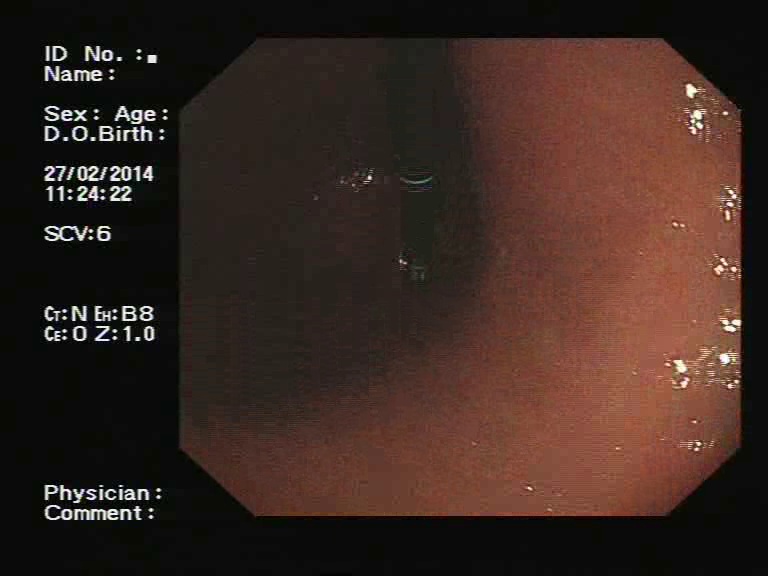 ID No. :
Name:
Sex: Age:
D.O.Birth:
27/02/2014
11:24:22
SCV:6
CT:N EH:B8
CE:0 Z:1.0
Physician:
Comment: